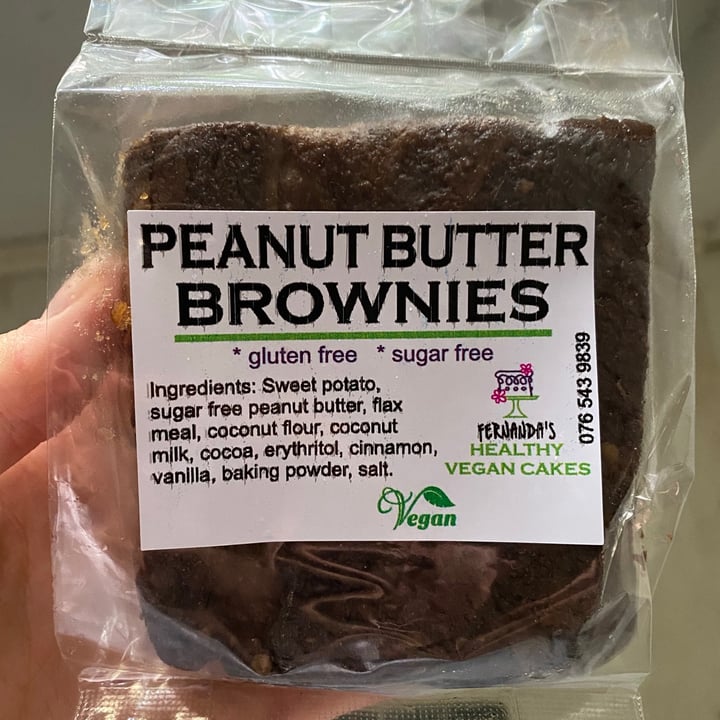 PEANUT BUTTER
BROWNIES
* gluten free * sugar free
Ingredients: Sweet potato,
sugar free peanut butter, flax
meal, coconut flour, coconut
milk, cocoa, erythritol, cinnamon,
vanilla, baking powder, salt.
FERNANDA'S
HEALTHY
VEGAN CAKES
076 543 9839
Vegan